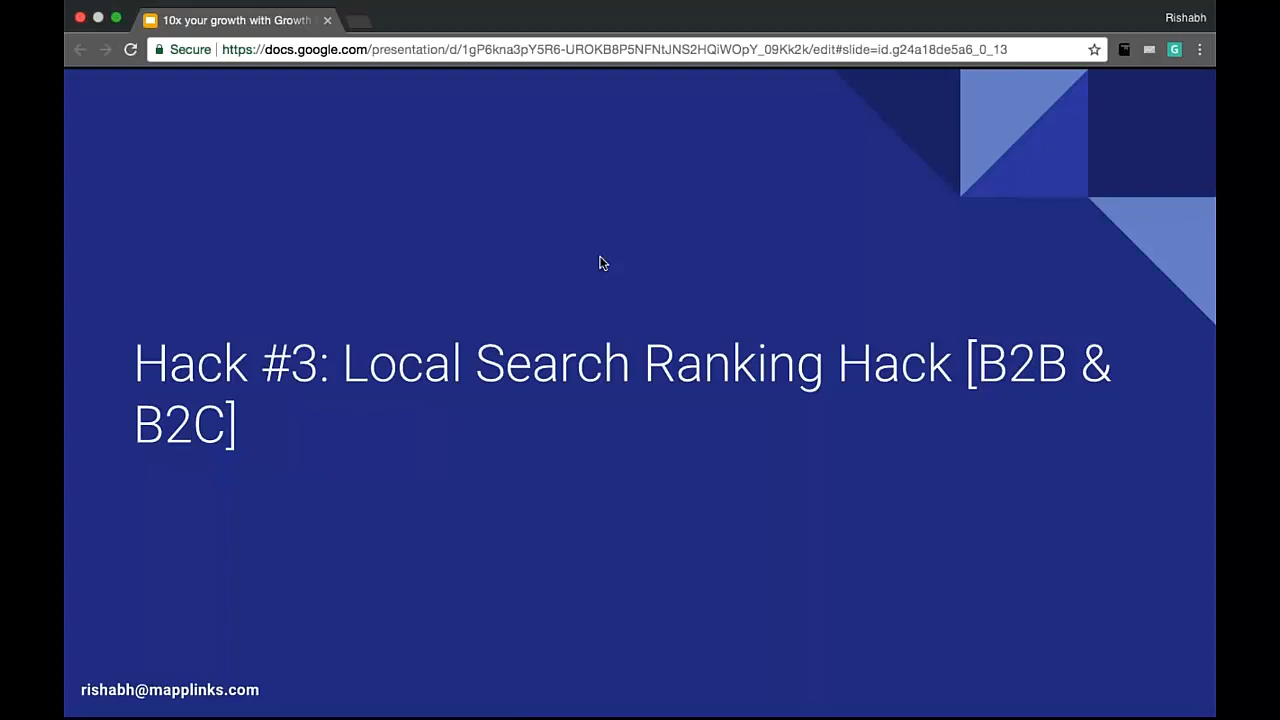 10x your growth with Growth
Rishabh
Secure
https://docs.google.com/presentation/d/1gP6kna3pY5R6-UROKB8P5NFNtJNS2HQiWOpY_09Kk2k/edit#slide=id.g24a18de5a6_0_13
G
Hack #3: Local Search Ranking Hack [B2B &
B2C]
rishabh@mapplinks.com